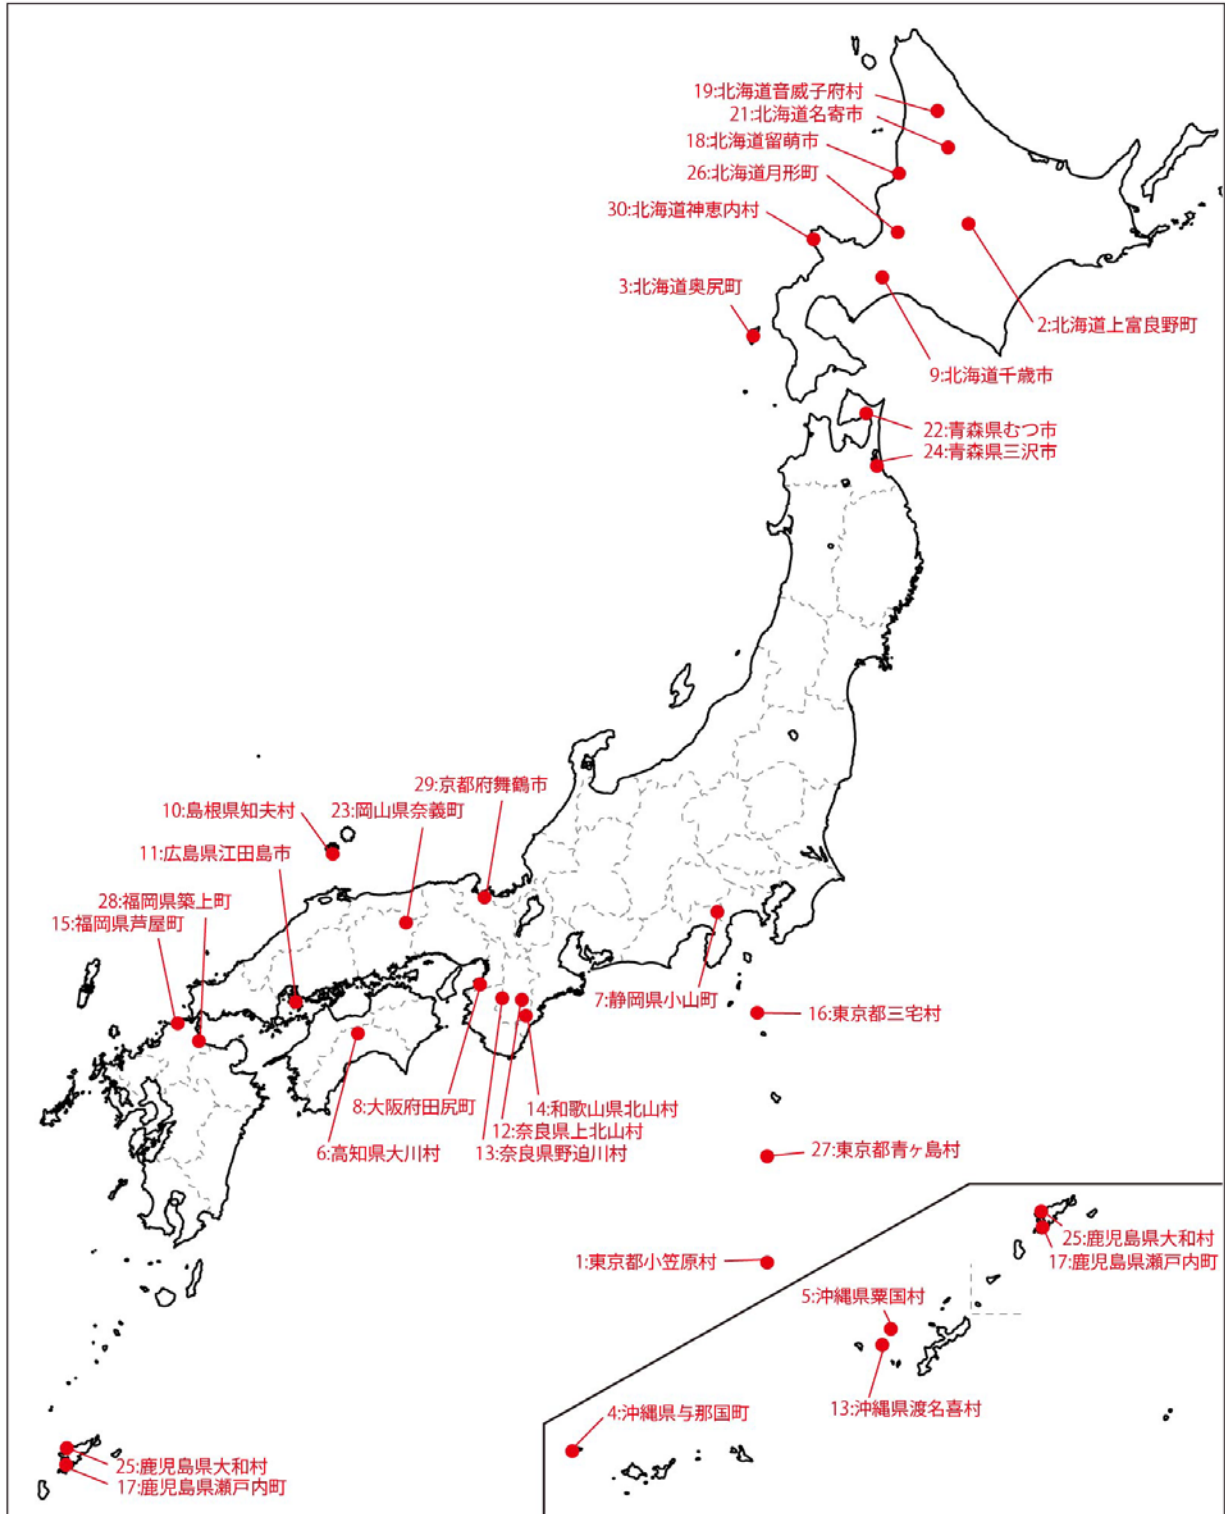 19:北海道音威子府村
21:北海道名寄市
18:北海道留萌市
26:北海道月形町
30:北海道神恵内村
3:北海道奥尻町
2:北海道上富良野町
9:北海道千歳市
22:青森県むつ市
24:青森県三沢市
29:京都府舞鶴市
10:島根県知夫村
23:岡山県奈義町
11:広島県江田島市
28:福岡県築上町
15:福岡県芦屋町
7:静岡県小山町
16:東京都三宅村
8:大阪府田尻町
14:和歌山県北山村
12:奈良県上北山村
6:高知県大川村
13:奈良県野迫川村
27:東京都青ヶ島村
25:鹿児島県大和村
17:鹿児島県瀬戸内町
1:東京都小笠原村
5:沖縄県粟国村
13:沖縄県渡名喜村
4:沖縄県与那国町
25:鹿児島県大和村
17:鹿児島県瀬戸内町